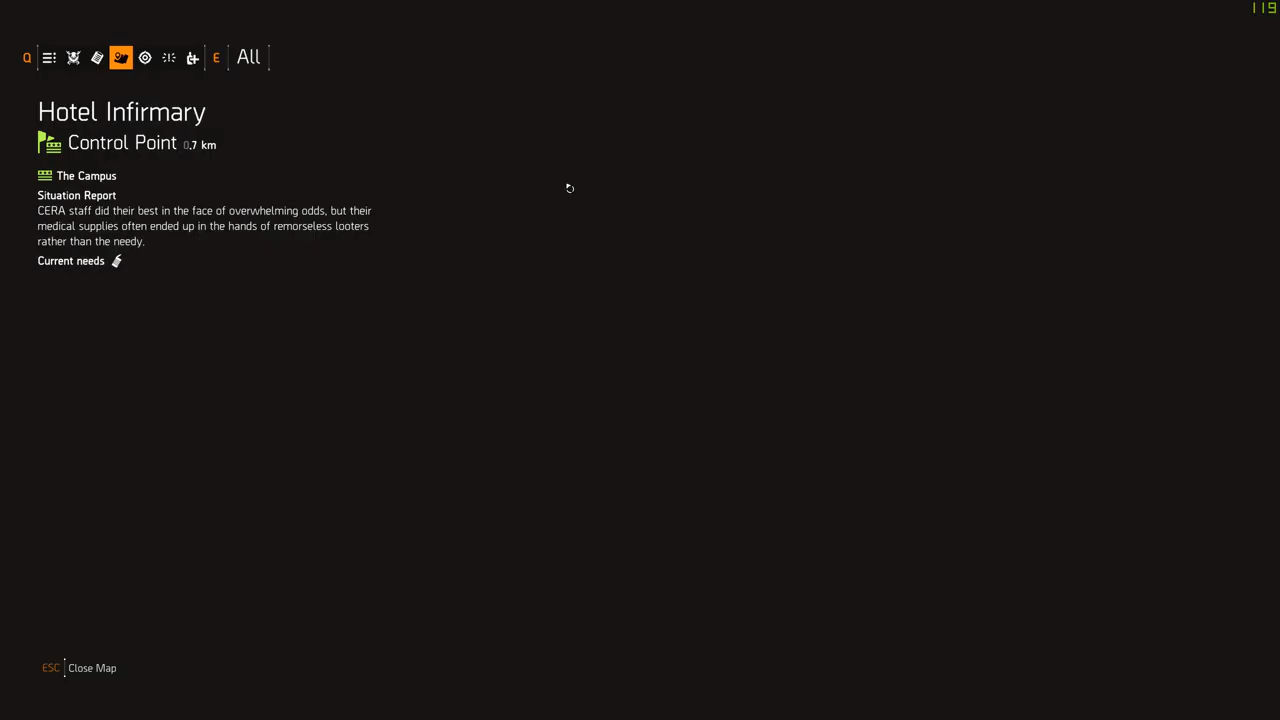 119
Q E All
Hotel Infirmary
Control Point 0.7 km
The Campus
Situation Report
CERA staff did their best in the face of overwhelming odds, but their
medical supplies often ended up in the hands of remorseless looters
rather than the needy.
Current needs
ESC Close Map